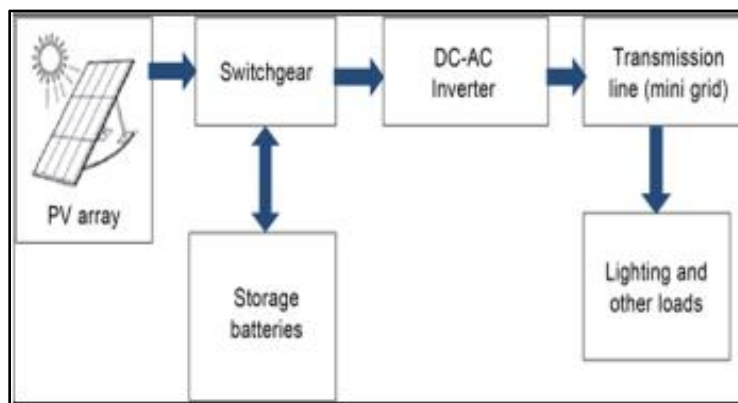 PV array
Switchgear
DC-AC
Inverter
Transmission
line (mini grid)
Storage
batteries
Lighting and
other loads